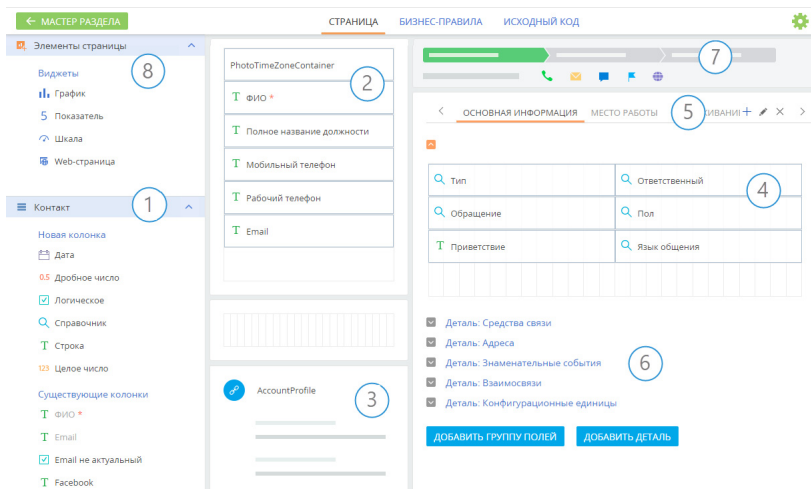 ← МАСТЕР РАЗДЕЛА
СТРАНИЦА БИЗНЕС-ПРАВИЛА ИСХОДНЫЙ КОД
Элементы страницы
8
Виджеты
График
5 Показатель
Шкала
Web-страница
1
Контакт
Новая колонка
Дата
0.5 Дробное число
Логическое
Справочник
T Строка
123 Целое число
Существующие колонки
T ФИО *
T Email
Email не актуальный
T Facebook
PhotoTimeZoneContainer
2
T ФИО *
T Полное название должности
T Мобильный телефон
T Рабочий телефон
T Email
AccountProfile
3
7
ОСНОВНАЯ ИНФОРМАЦИЯ МЕСТО РАБОТЫ 5
Тип Ответственный
4
Обращение Пол
T Приветствие Язык общения
Деталь: Средства связи
Деталь: Адреса
Деталь: Знаменательные события
6
Деталь: Взаимосвязи
Деталь: Конфигурационные единицы
ДОБАВИТЬ ГРУППУ ПОЛЕЙ ДОБАВИТЬ ДЕТАЛЬ